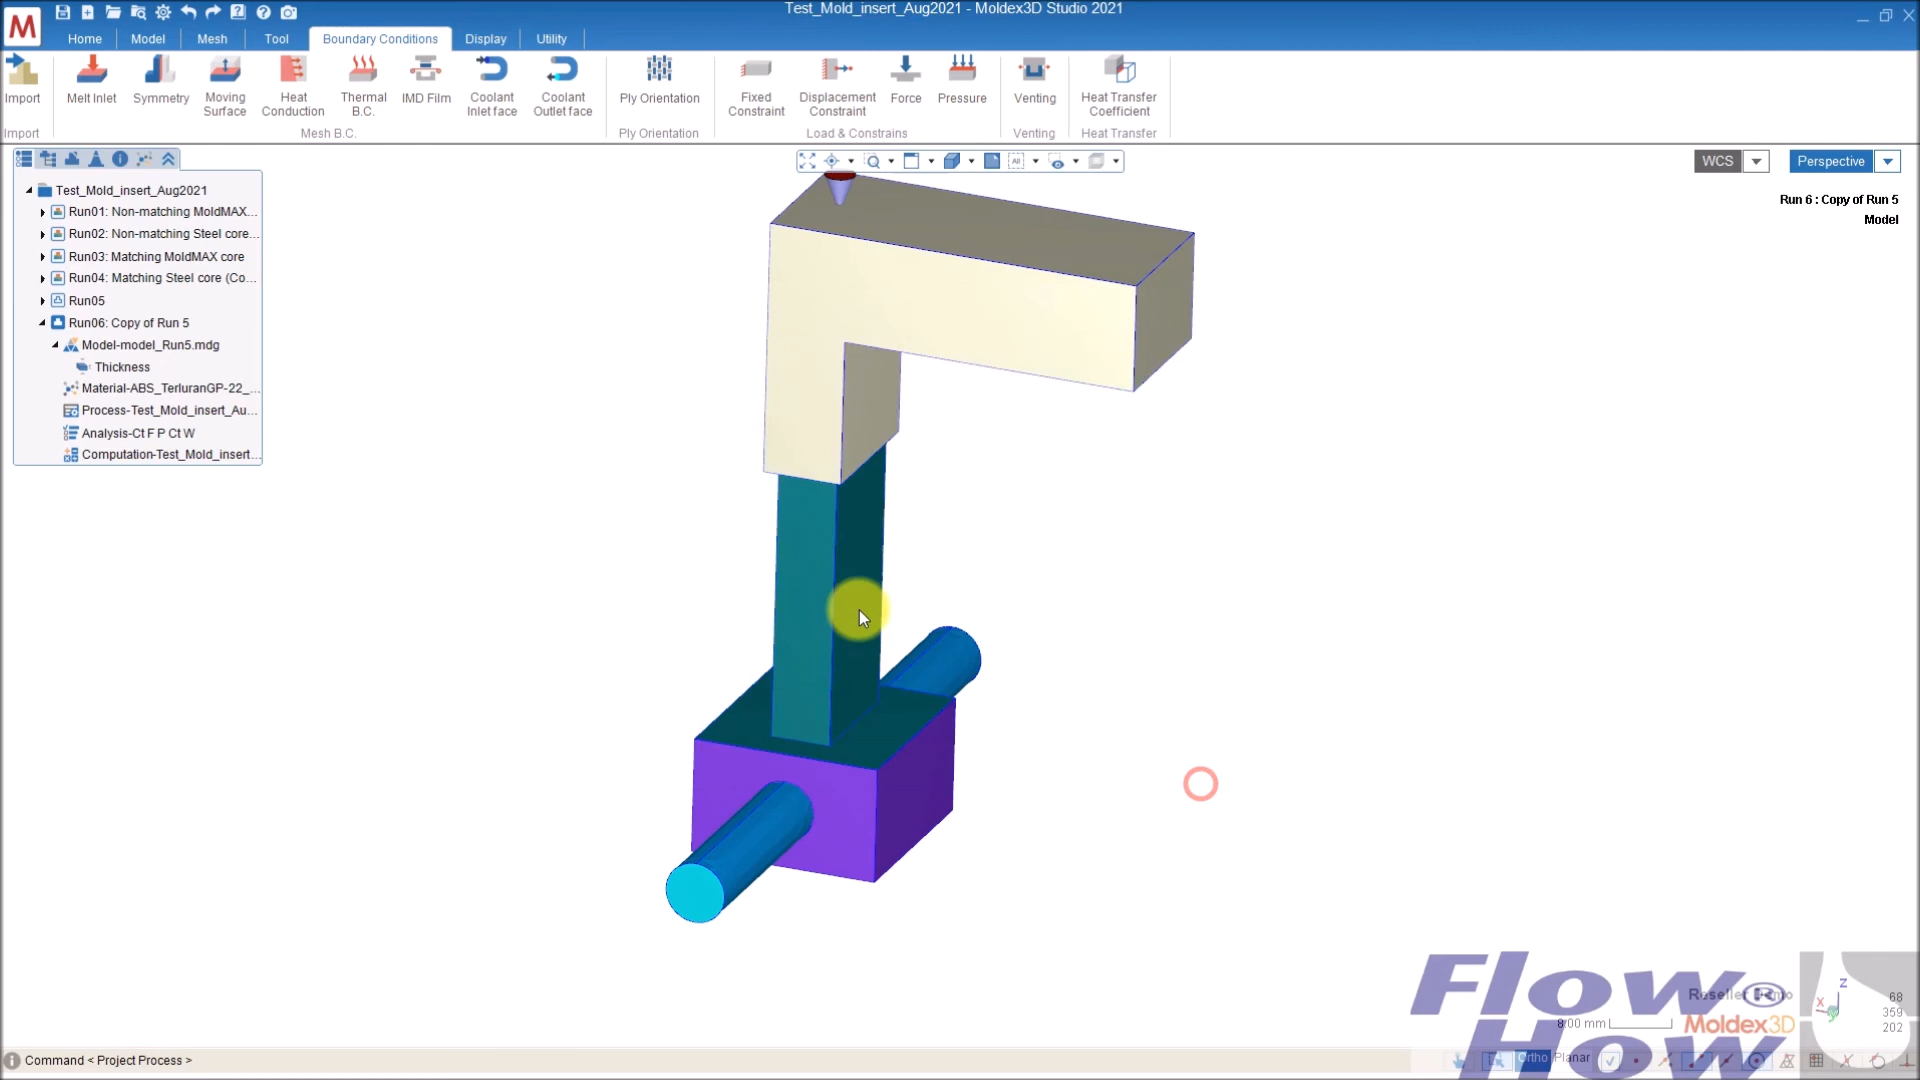 Test_Mold_insert_Aug2021 - Moldex3D Studio 2021
M
Home Model Mesh Tool Boundary Conditions Display Utility
Import Melt Inlet Symmetry Moving Surface Heat Conduction Thermal B.C. IMD Film Coolant Inlet face Coolant Outlet face Ply Orientation Fixed Constraint Displacement Constraint Force Pressure Venting Heat Transfer Coefficient
Import Mesh B.C. Ply Orientation Load & Constrains Venting Heat Transfer
WCS Perspective
Test_Mold_insert_Aug2021
Run01: Non-matching MoldMAX...
Run02: Non-matching Steel core...
Run03: Matching MoldMAX core
Run04: Matching Steel core (Co...
Run05
Run06: Copy of Run 5
Model-model_Run5.mdg
Thickness
Material-ABS_TerluranGP-22_...
Process-Test_Mold_insert_Au...
Analysis-Ct F P Ct W
Computation-Test_Mold_insert...
Run 6 : Copy of Run 5
Model
Flow®
How
Moldex3D
Z
X
Y
68
359
202
Command < Project Process >
Ortho Planar